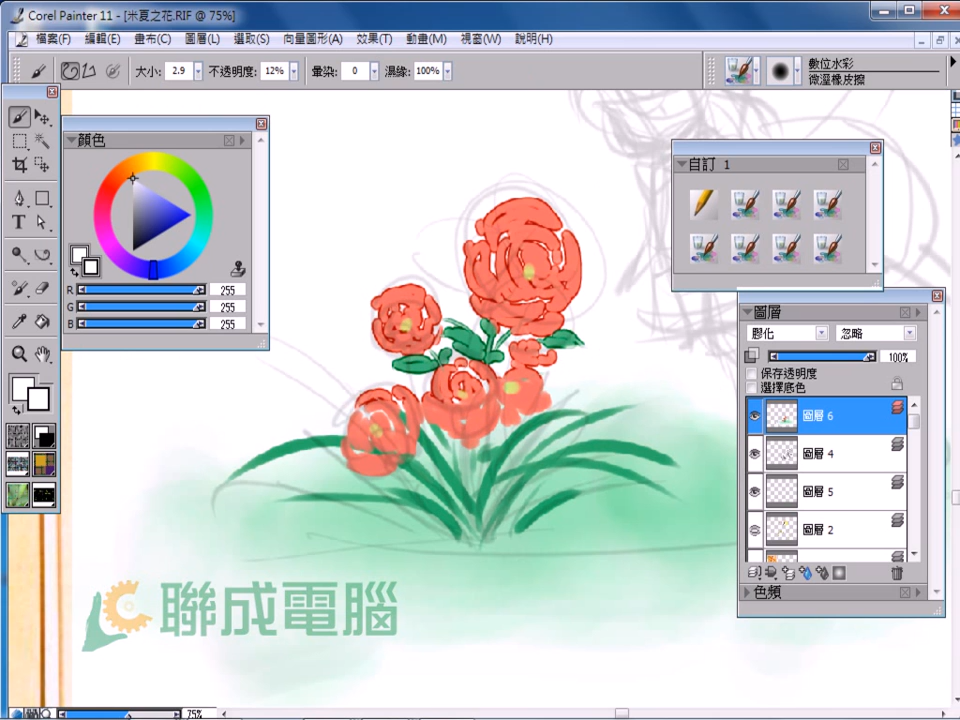 Corel Painter 11 - [米夏之花.RIF @ 75%]
檔案(F) 編輯(E) 畫布(C) 圖層(L) 選取(S) 向量圖形(A) 效果(T) 動畫(M) 視窗(W) 說明(H)
大小: 2.9 不透明度: 12% 暈染: 0 濕緣: 100%
數位水彩
微溼橡皮擦
顏色
R 255
G 255
B 255
自訂 1
圖層
膠化 忽略
100%
保存透明度
選擇底色
圖層 6
圖層 4
圖層 5
圖層 2
色頻
T
聯成電腦
75%